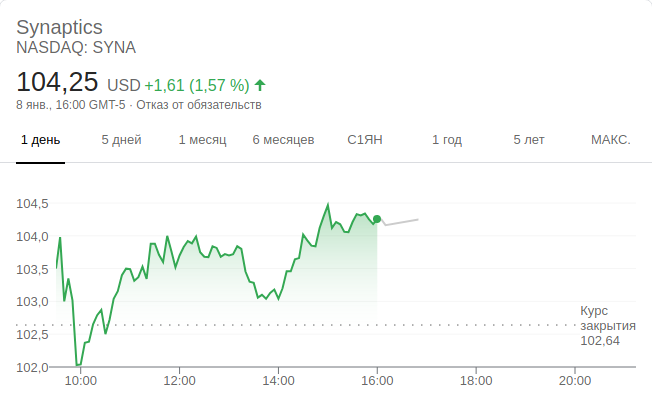 Synaptics
NASDAQ: SYNA
104,25 USD +1,61 (1,57 %)
8 янв., 16:00 GMT-5 · Отказ от обязательств
1 день 5 дней 1 месяц 6 месяцев С1ЯН 1 год 5 лет МАКС.
104,5
104,0
103,5
103,0
Курс
закрытия
102,64
102,5
102,0
10:00 12:00 14:00 16:00 18:00 20:00